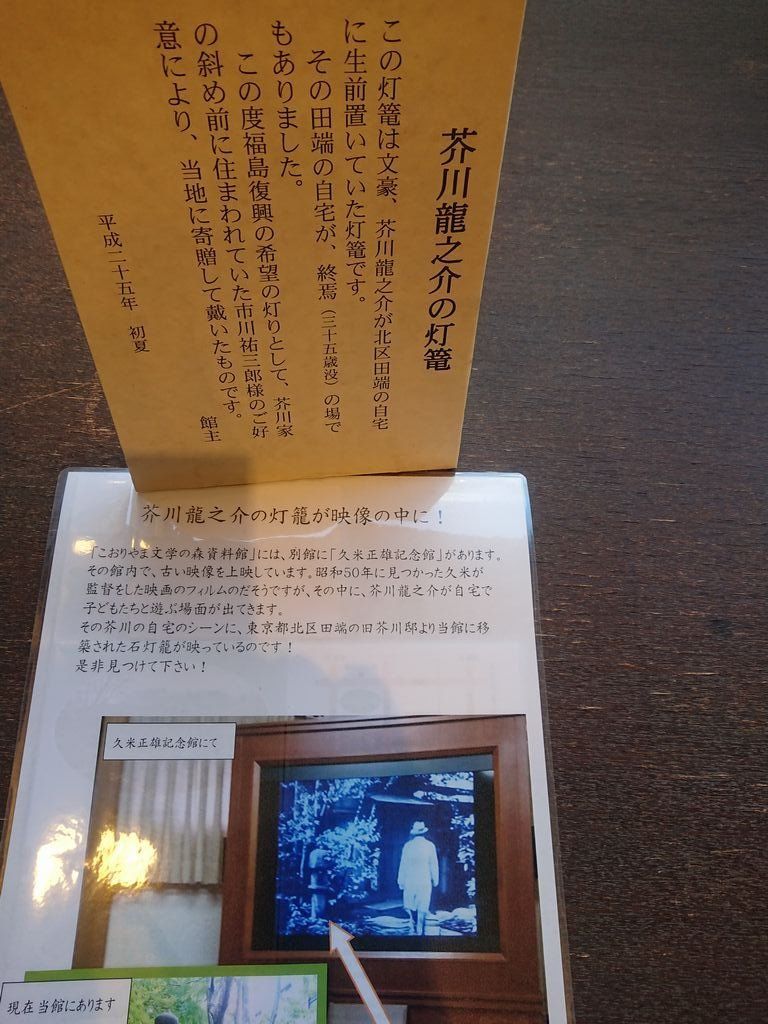 芥川龍之介の灯篭
この灯篭は文豪、芥川龍之介が北区田端の自宅
に生前置いていた灯篭です。
その田端の自宅が、終焉（三十五歳没）の場で
もありました。
この度福島復興の希望の灯りとして、芥川家
の斜め前に住まわれていた市川祐三郎様のご好
意により、当地に寄贈して戴いたものです。
館主
平成二十五年 初夏
芥川龍之介の灯籠が映像の中に！
「こおりやま文学の森資料館」には、別館に「久米正雄記念館」があります。
その館内で、古い映像を上映しています。昭和50年に見つかった久米が
監督をした映画のフィルムのだそうですが、その中に、芥川龍之介が自宅で
子どもたちと遊ぶ場面が出てきます。
その芥川の自宅のシーンに、東京都北区田端の旧芥川邸より当館に移
築された石灯籠が映っているのです！
是非見つけて下さい！
久米正雄記念館にて
現在当館にあります